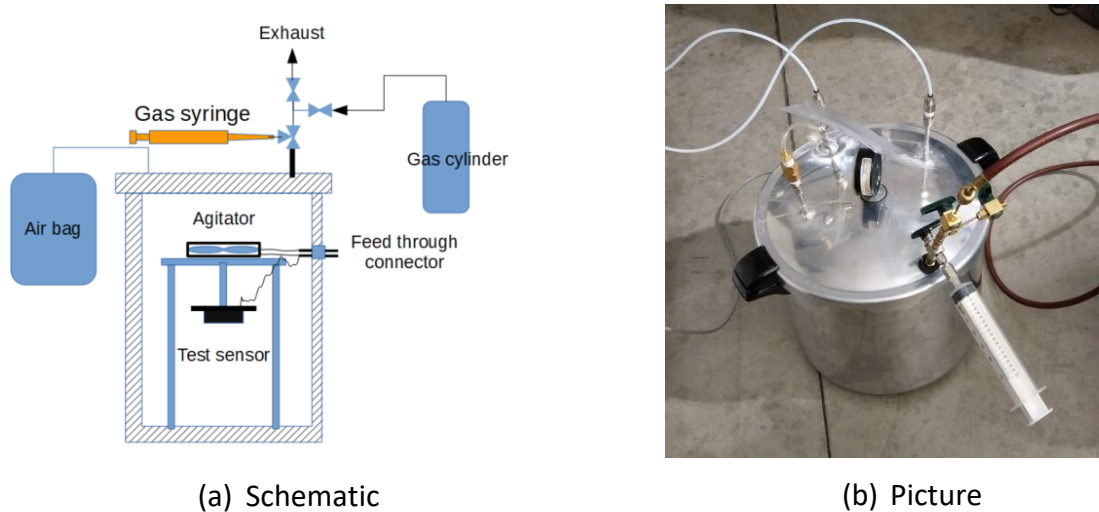 Exhaust
Gas syringe
Gas cylinder
Air bag
Agitator
Feed through
connector
Test sensor
(a) Schematic
(b) Picture